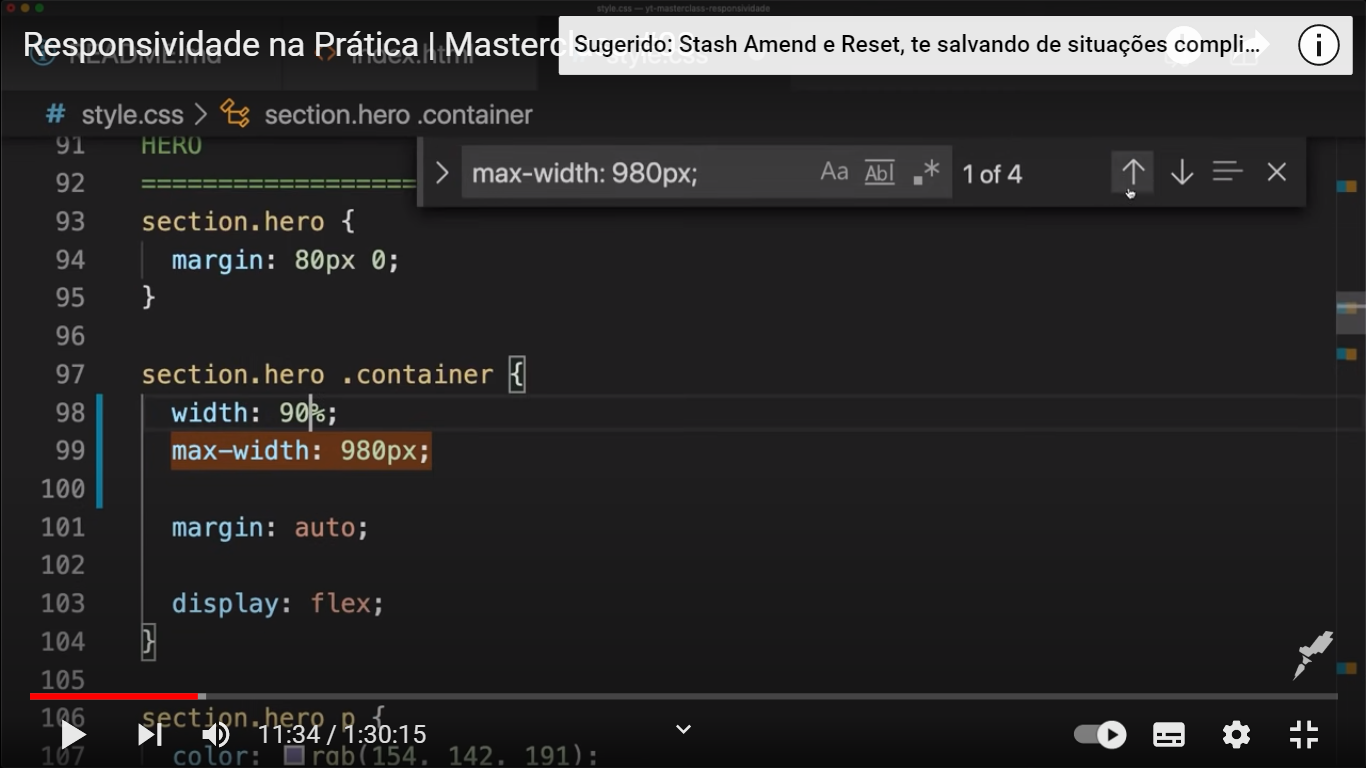 style.css — yt-masterclass-responsividade
Responsividade na Prática | Mastercl
Sugerido: Stash Amend e Reset, te salvando de situações compli...
README.md
index.html
style.css
# style.css > section.hero .container
max-width: 980px;
Aa Abl .* 1 of 4
91 HERO
92 ==================
93 section.hero {
94 margin: 80px 0;
95 }
96
97 section.hero .container {
98 width: 90%;
99 max-width: 980px;
100
101 margin: auto;
102
103 display: flex;
104 }
105
106 section.hero p {
107 color: rgb(154, 142, 191);
11:34 / 1:30:15